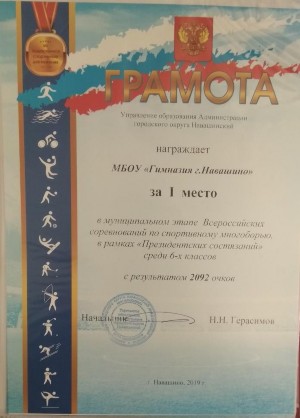 ГРАМОТА
Управление образования Администрации
городского округа Навашинский
награждает
МБОУ «Гимназия г.Навашино»
за I место
в муниципальном этапе Всероссийских
соревнований по спортивному многоборью,
в рамках «Президентских состязаний»
среди 6-х классов
с результатом 2092 очков
Начальник Н.Н. Герасимов
г. Навашино, 2019 г.